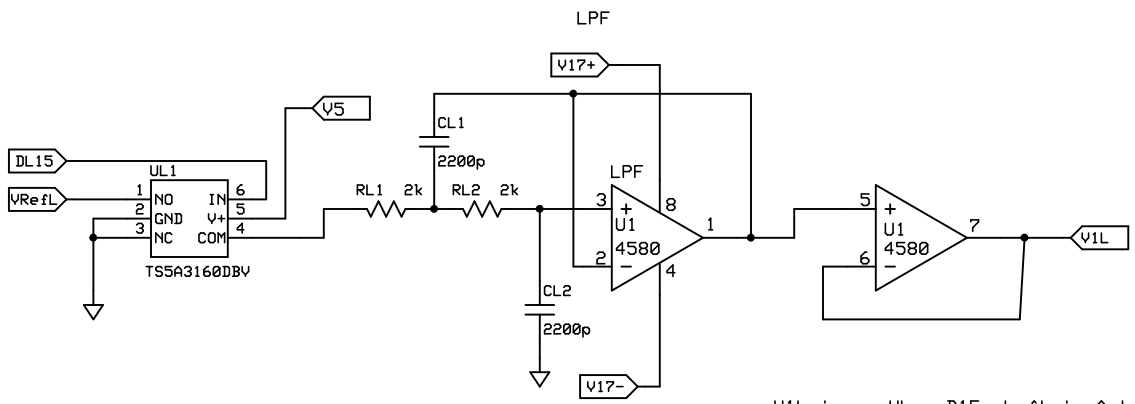 LPF
V17+
V5
CL1
2200p
DL15
UL1
VRefL
1 NO IN 6
2 GND V+ 5
3 NC COM 4
TS5A3160DBV
RL1 2k RL2 2k
LPF
3 + 8
U1
4580
1
2 − 4
CL2
2200p
V17-
5 +
U1
4580
7
6 −
V1L